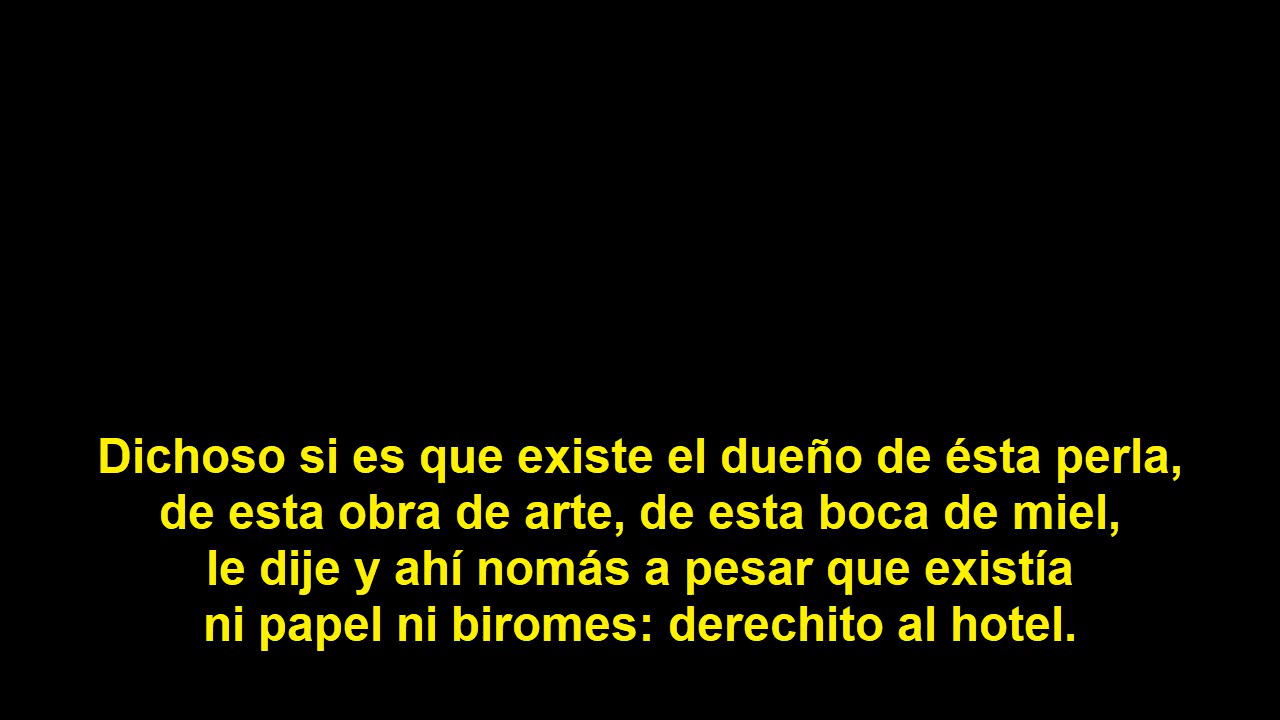 Dichoso si es que existe el dueño de ésta perla,
de esta obra de arte, de esta boca de miel,
le dije y ahí nomás a pesar que existía
ni papel ni biromes: derechito al hotel.